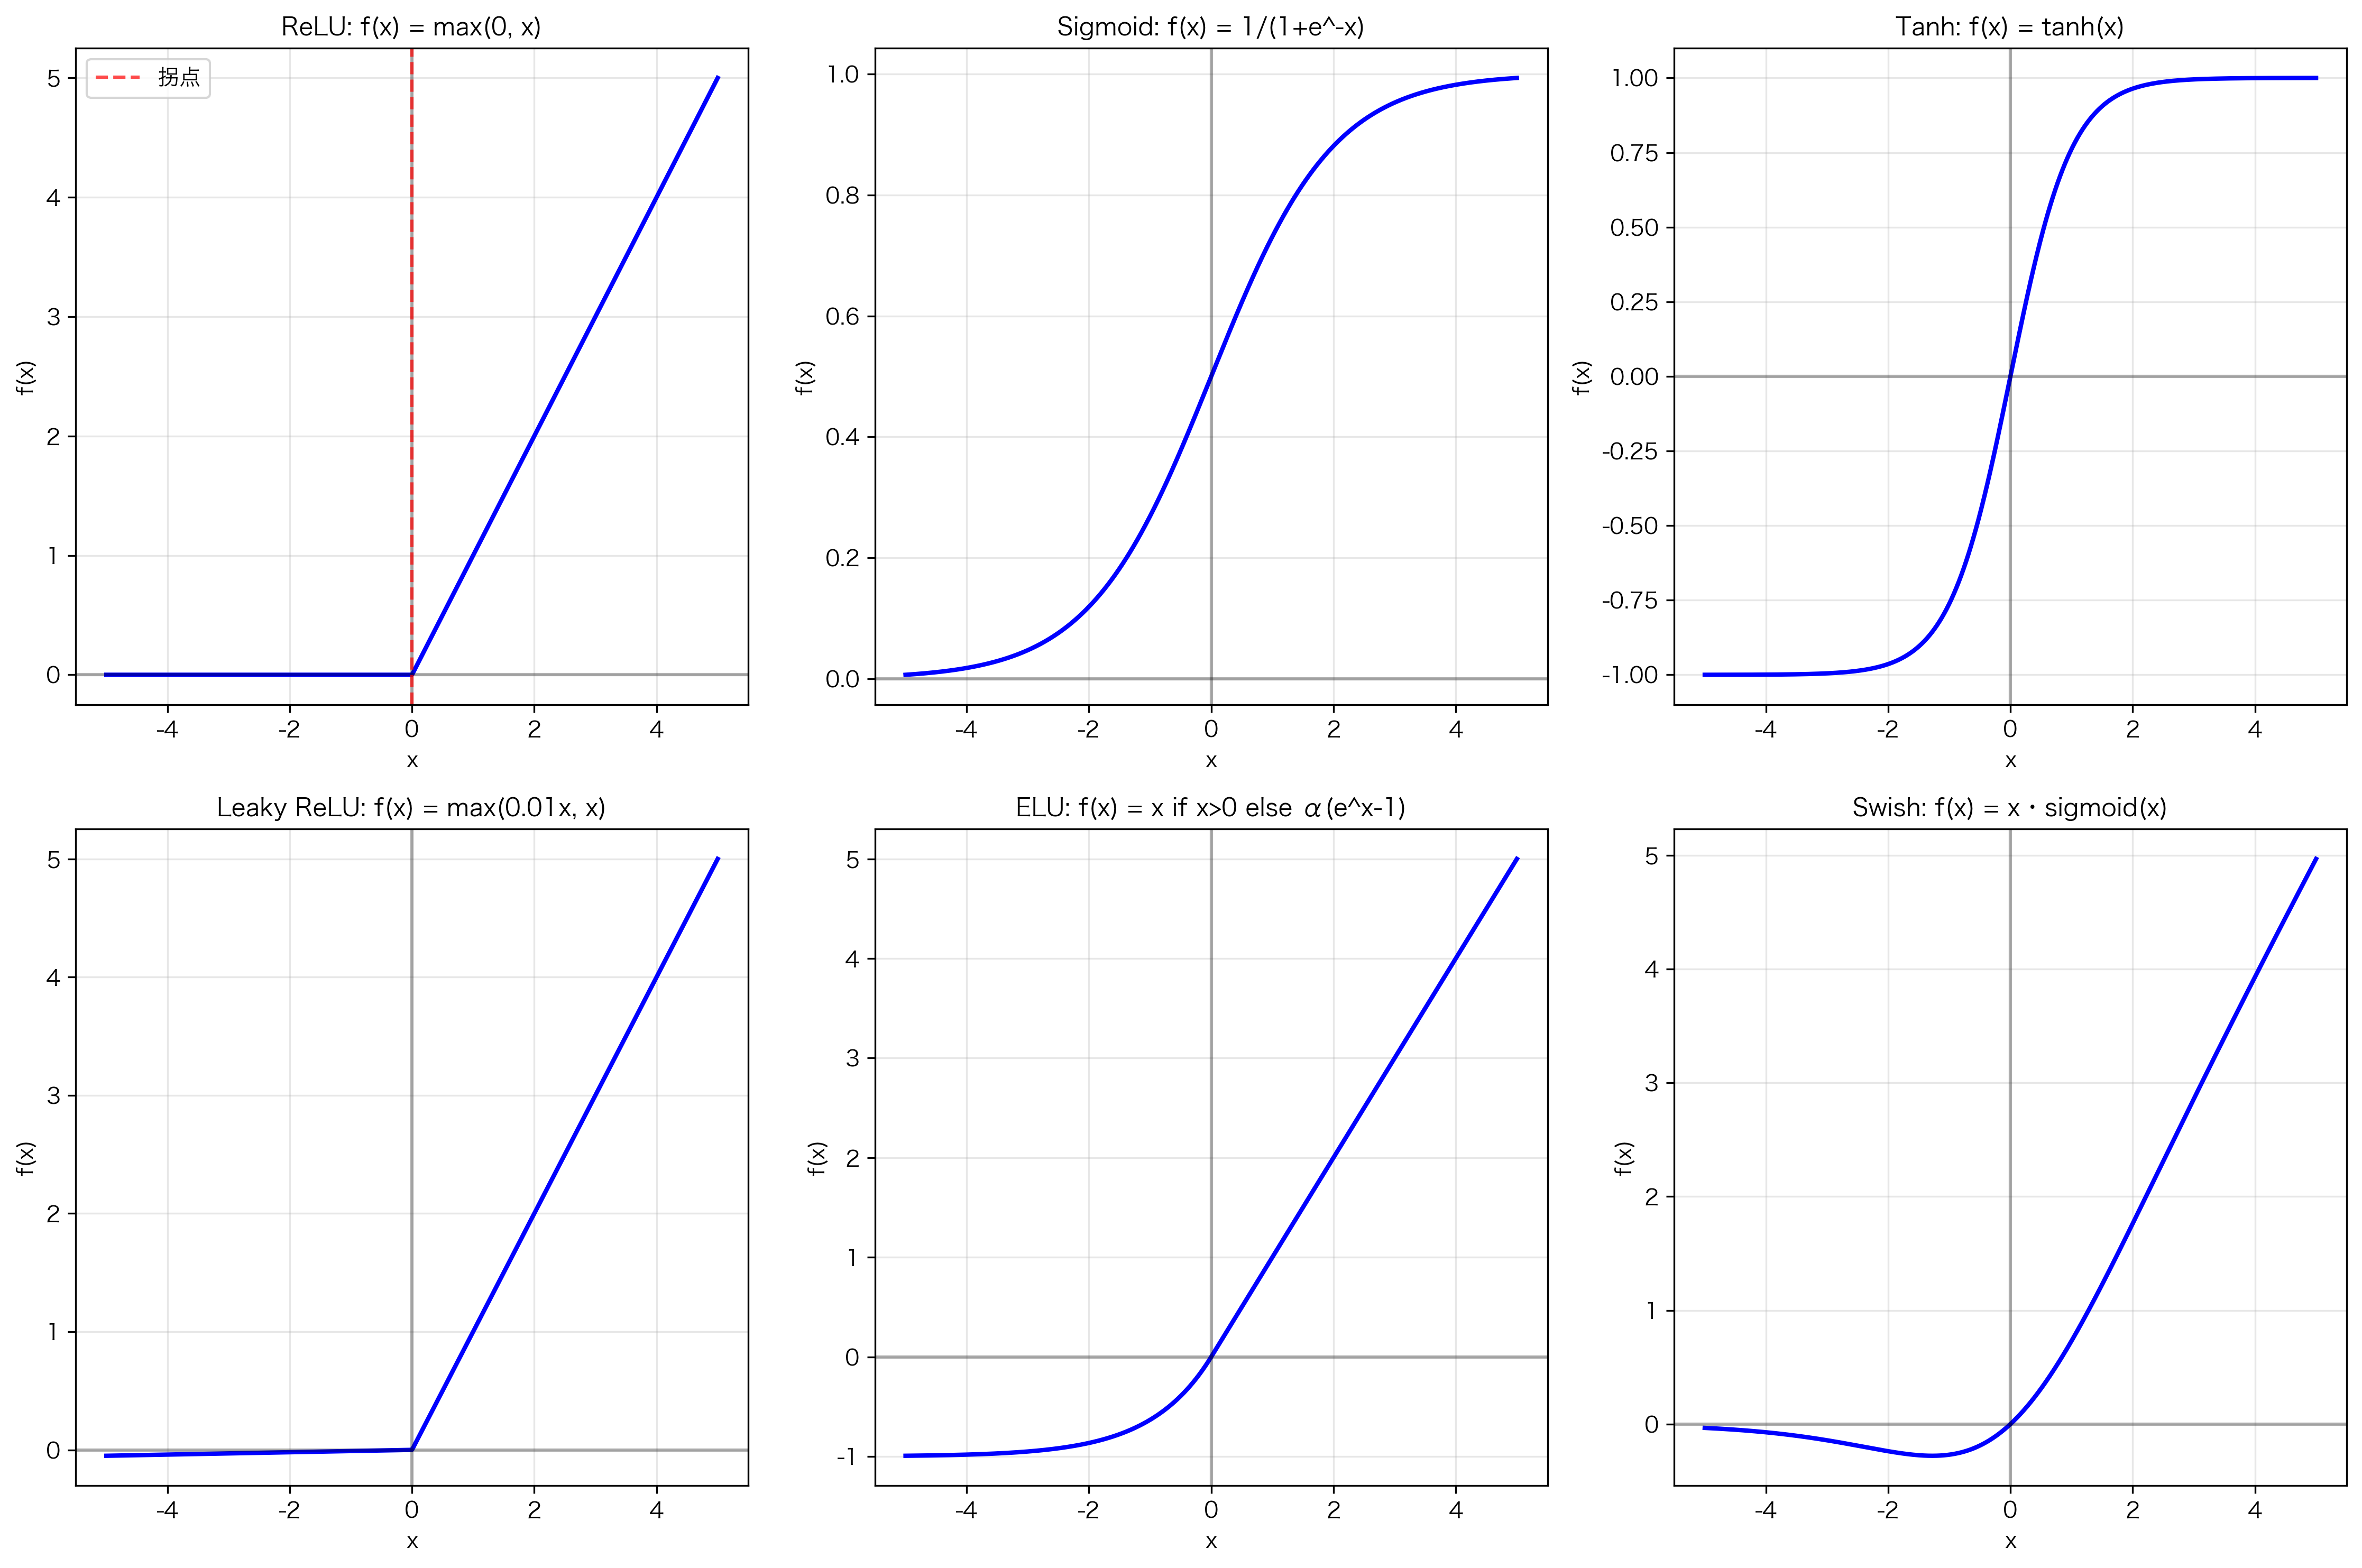 ReLU: f(x) = max(0, x)
拐点
5
4
3
2
1
0
f(x)
-4 -2 0 2 4
x
Sigmoid: f(x) = 1/(1+e^-x)
1.0
0.8
0.6
0.4
0.2
0.0
f(x)
-4 -2 0 2 4
x
Tanh: f(x) = tanh(x)
1.00
0.75
0.50
0.25
0.00
-0.25
-0.50
-0.75
-1.00
f(x)
-4 -2 0 2 4
x
Leaky ReLU: f(x) = max(0.01x, x)
5
4
3
2
1
0
f(x)
-4 -2 0 2 4
x
ELU: f(x) = x if x>0 else α(e^x-1)
5
4
3
2
1
0
-1
f(x)
-4 -2 0 2 4
x
Swish: f(x) = x・sigmoid(x)
5
4
3
2
1
0
f(x)
-4 -2 0 2 4
x